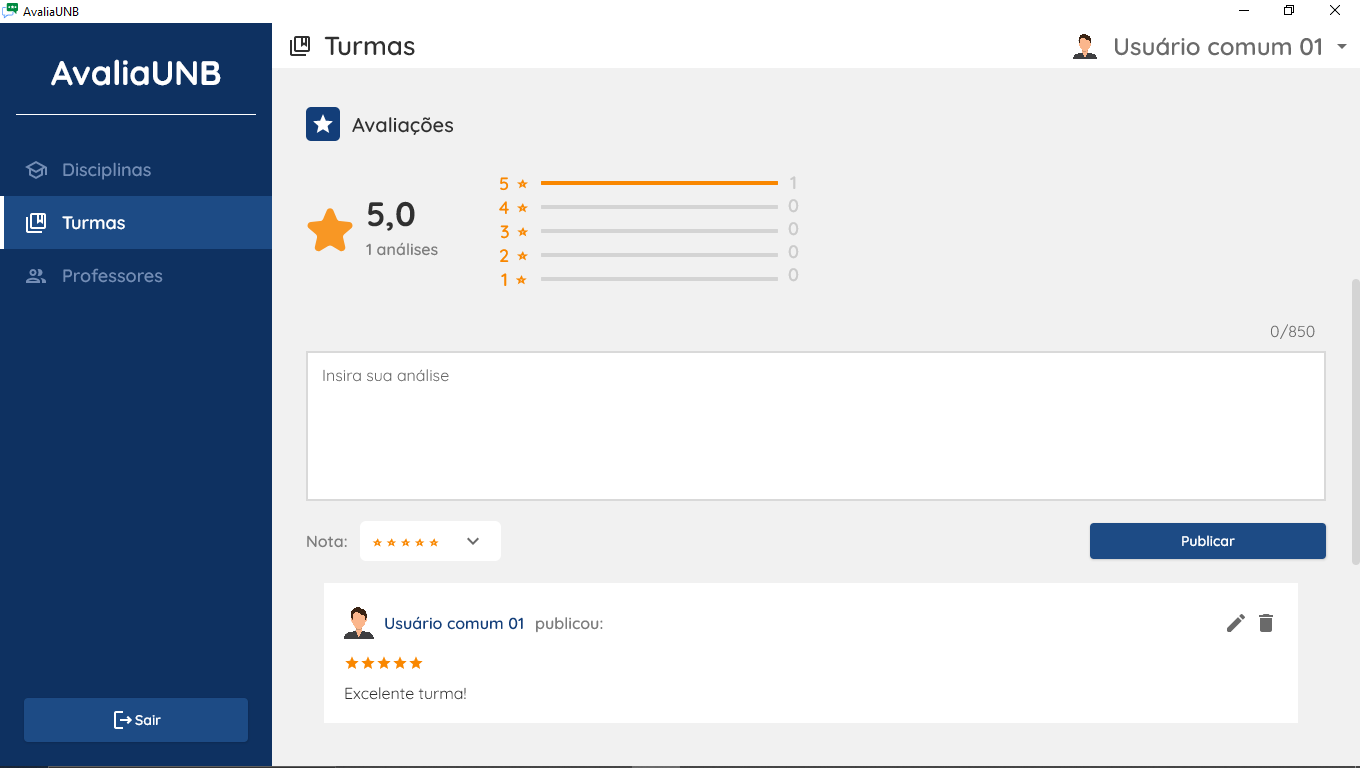 AvaliaUNB
AvaliaUNB
Disciplinas
Turmas
Professores
Sair
Turmas
Usuário comum 01
Avaliações
5,0
1 análises
5 1
4 0
3 0
2 0
1 0
0/850
Insira sua análise
Nota:
Publicar
Usuário comum 01 publicou:
Excelente turma!